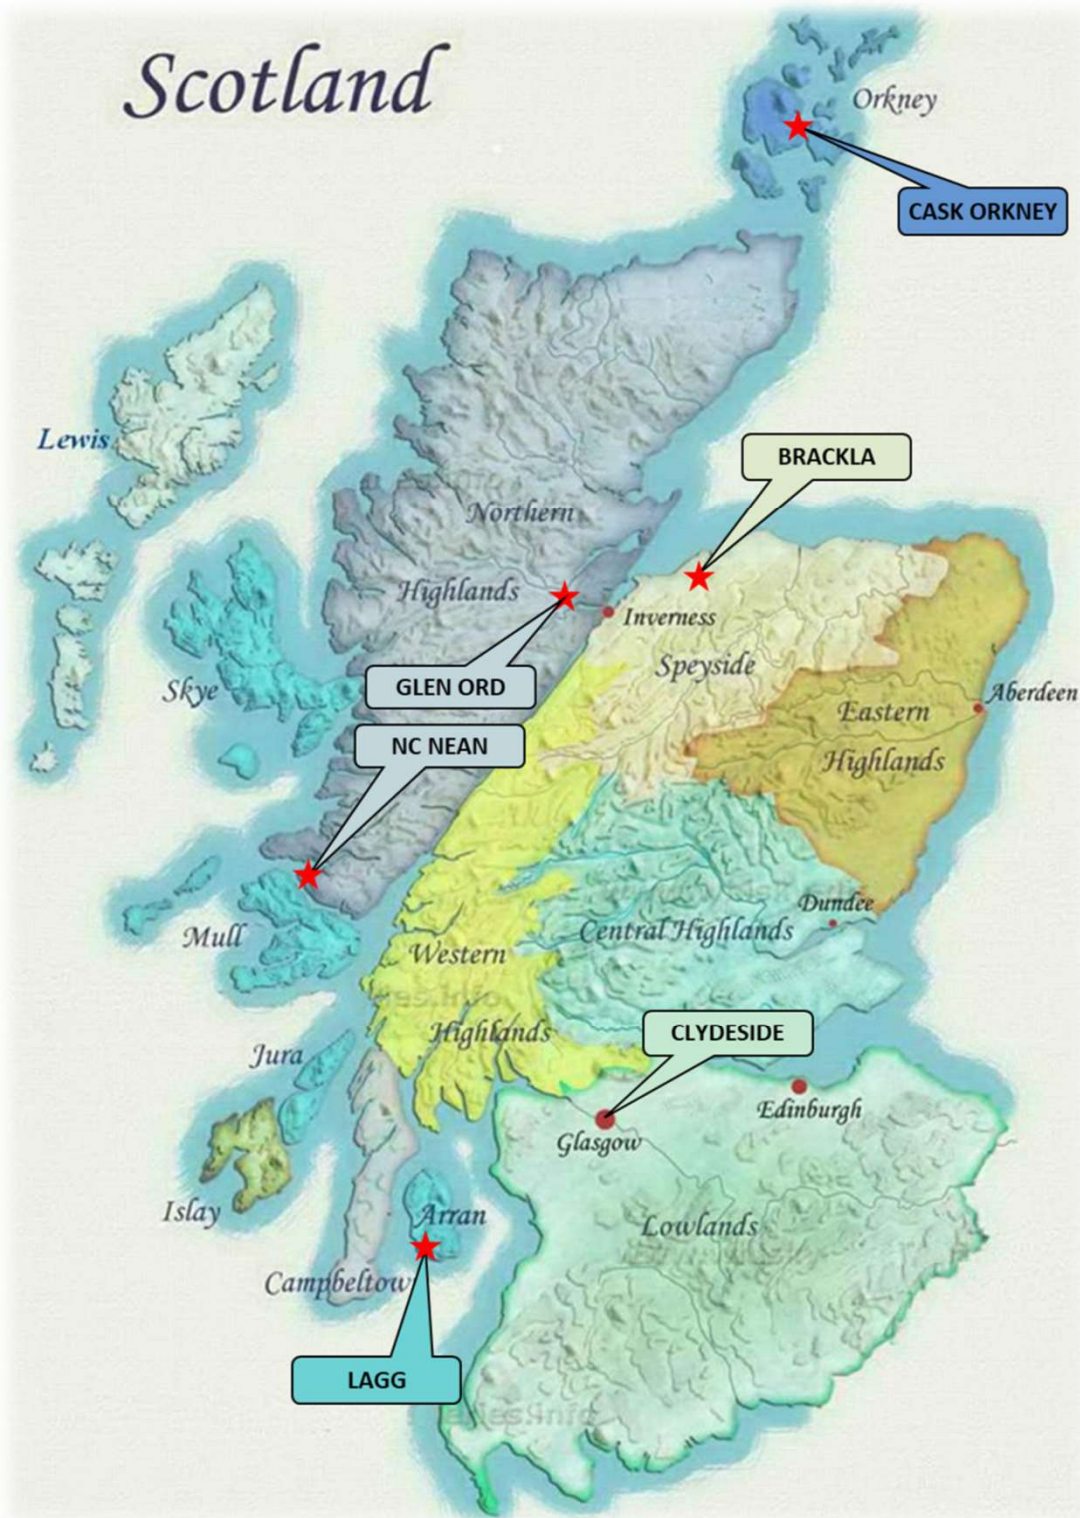 Scotland
Orkney
CASK ORKNEY
Lewis
BRACKLA
Northern
Highlands
Inverness
GLEN ORD
Speyside
Skye
Aberdeen
Eastern
Highlands
NC NEAN
Dundee
Mull
Central Highlands
Western
Highlands
CLYDESIDE
Jura
Edinburgh
Glasgow
Islay
Arran
Lowlands
Campbeltow
LAGG